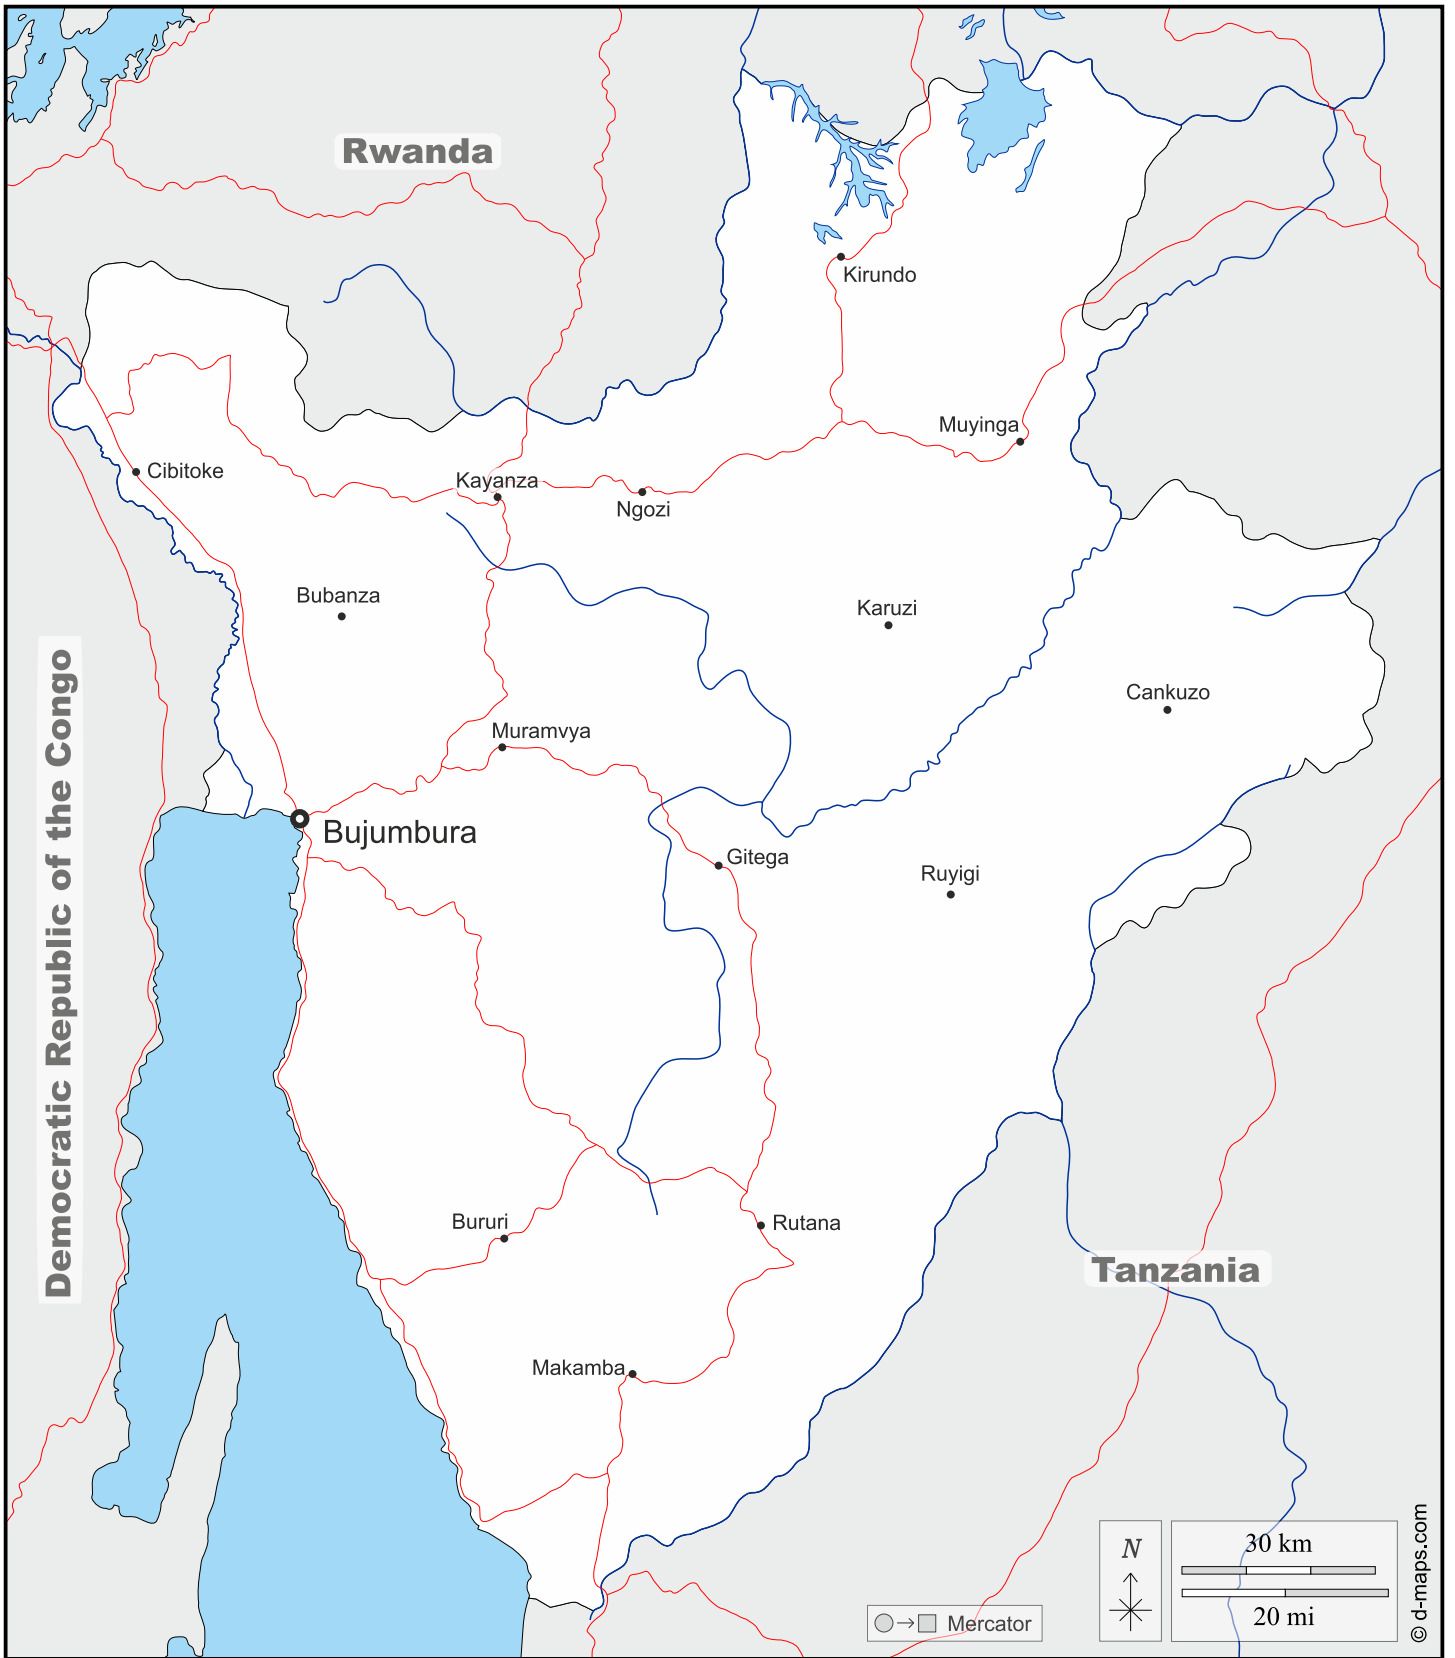 Rwanda
Kirundo
Muyinga
Cibitoke
Kayanza
Ngozi
Bubanza
Karuzi
Cankuzo
Muramvya
Bujumbura
Gitega
Ruyigi
Democratic Republic of the Congo
Bururi
Rutana
Tanzania
Makamba
N
30 km
20 mi
Mercator
© d-maps.com